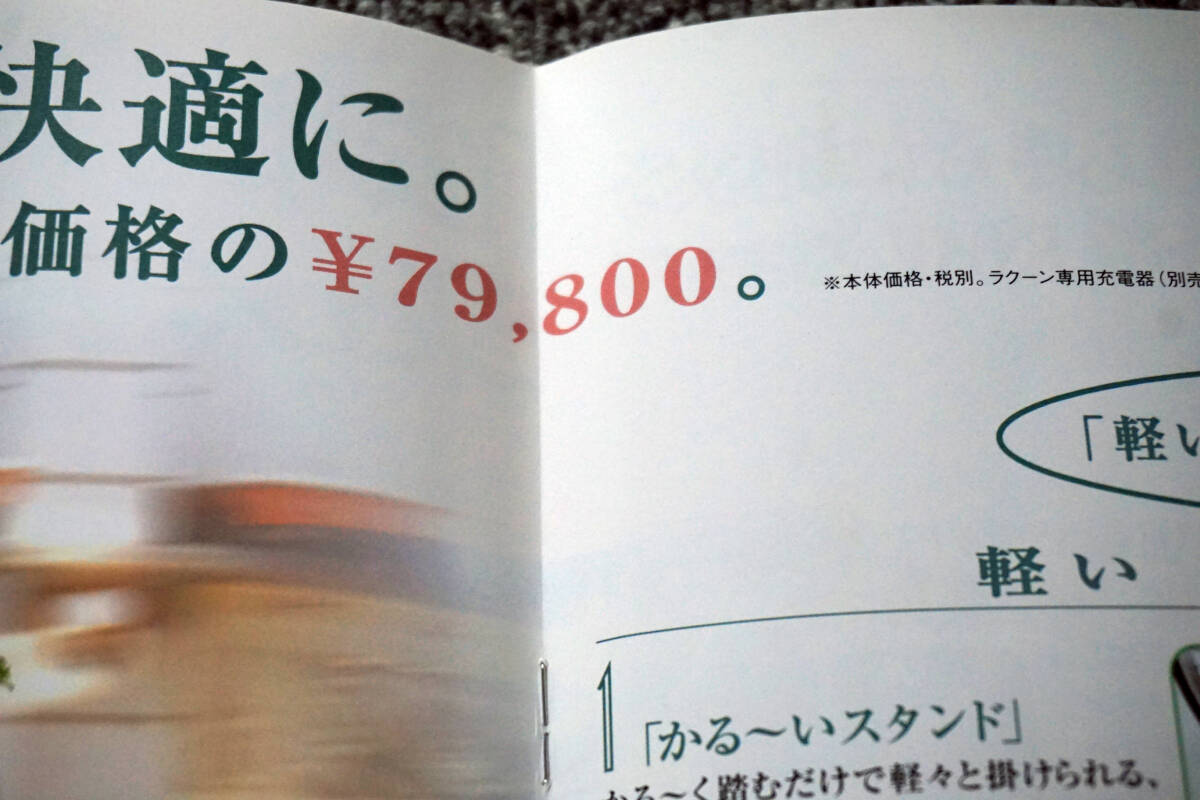 快適に。
価格の¥79,800。
※本体価格・税別。ラクーン専用充電器(別売
「軽い
軽い
1
「かる〜いスタンド」
かる〜く踏むだけで軽々と掛けられる、